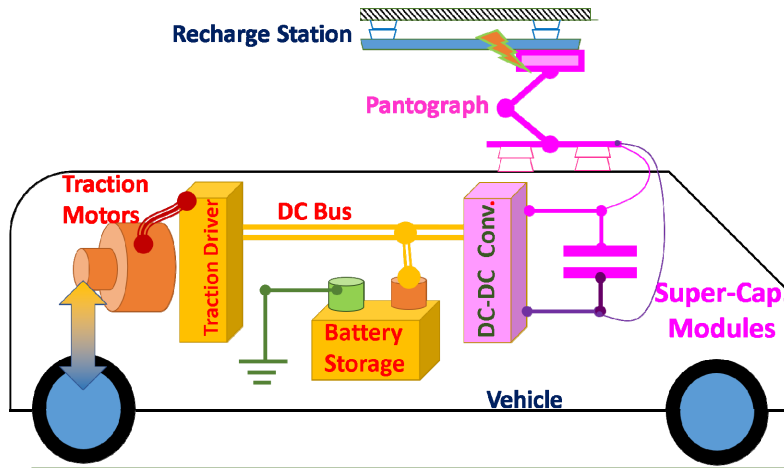 Recharge Station
Pantograph
Traction
Motors
Traction Driver
DC Bus
DC-DC Conv.
Super-Cap
Modules
Battery
Storage
Vehicle